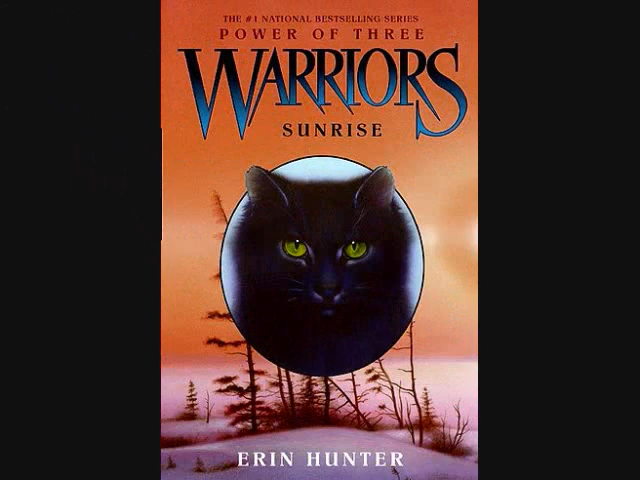 THE #1 NATIONAL BESTSELLING SERIES
POWER OF THREE
WARRIORS
SUNRISE
ERIN HUNTER